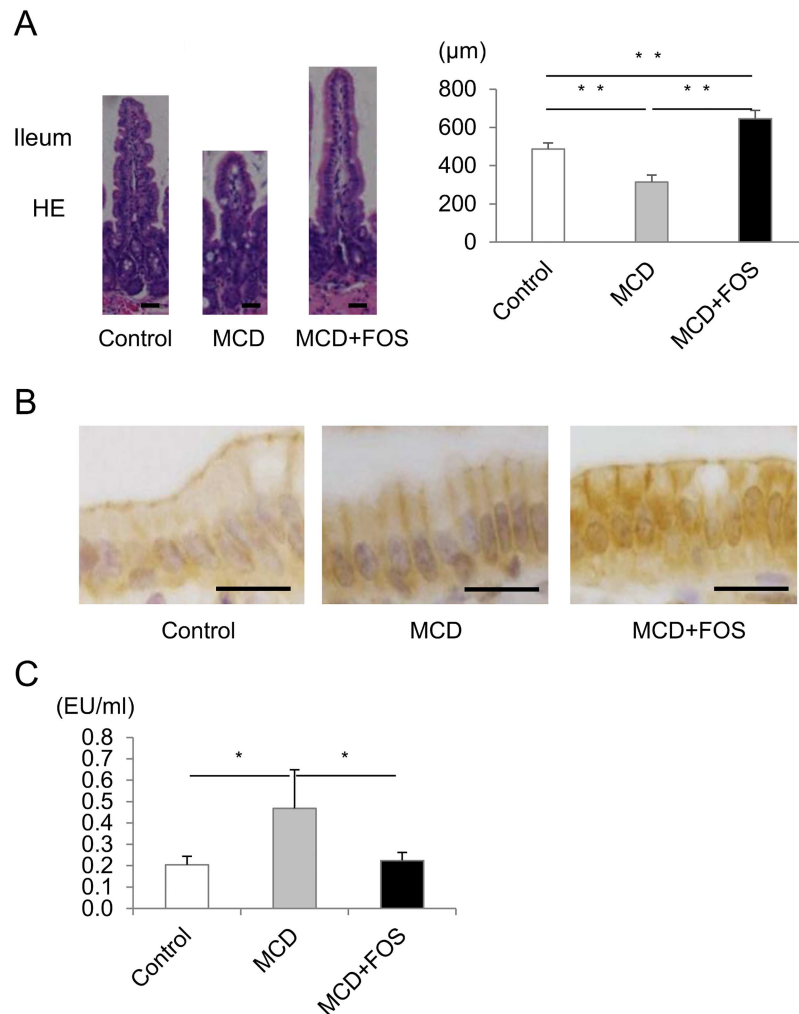 A
Ileum
HE
Control
MCD
MCD+FOS
(μm)
800
600
400
200
0
* *
* *
* *
Control
MCD
MCD+FOS
B
Control
MCD
MCD+FOS
C
(EU/ml)
0.8
0.7
0.6
0.5
0.4
0.3
0.2
0.1
0.0
*
*
Control
MCD
MCD+FOS